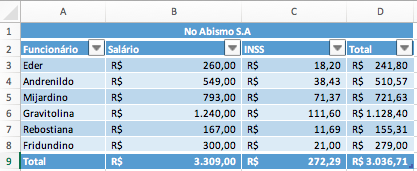 A B C D
1 No Abismo S.A
2 Funcionário Salário INSS Total
3 Eder R$ 260,00 R$ 18,20 R$ 241,80
4 Andrenildo R$ 549,00 R$ 38,43 R$ 510,57
5 Mijardino R$ 793,00 R$ 71,37 R$ 721,63
6 Gravitolina R$ 1.240,00 R$ 111,60 R$ 1.128,40
7 Rebostiana R$ 167,00 R$ 11,69 R$ 155,31
8 Fridundino R$ 300,00 R$ 21,00 R$ 279,00
9 Total R$ 3.309,00 R$ 272,29 R$ 3.036,71